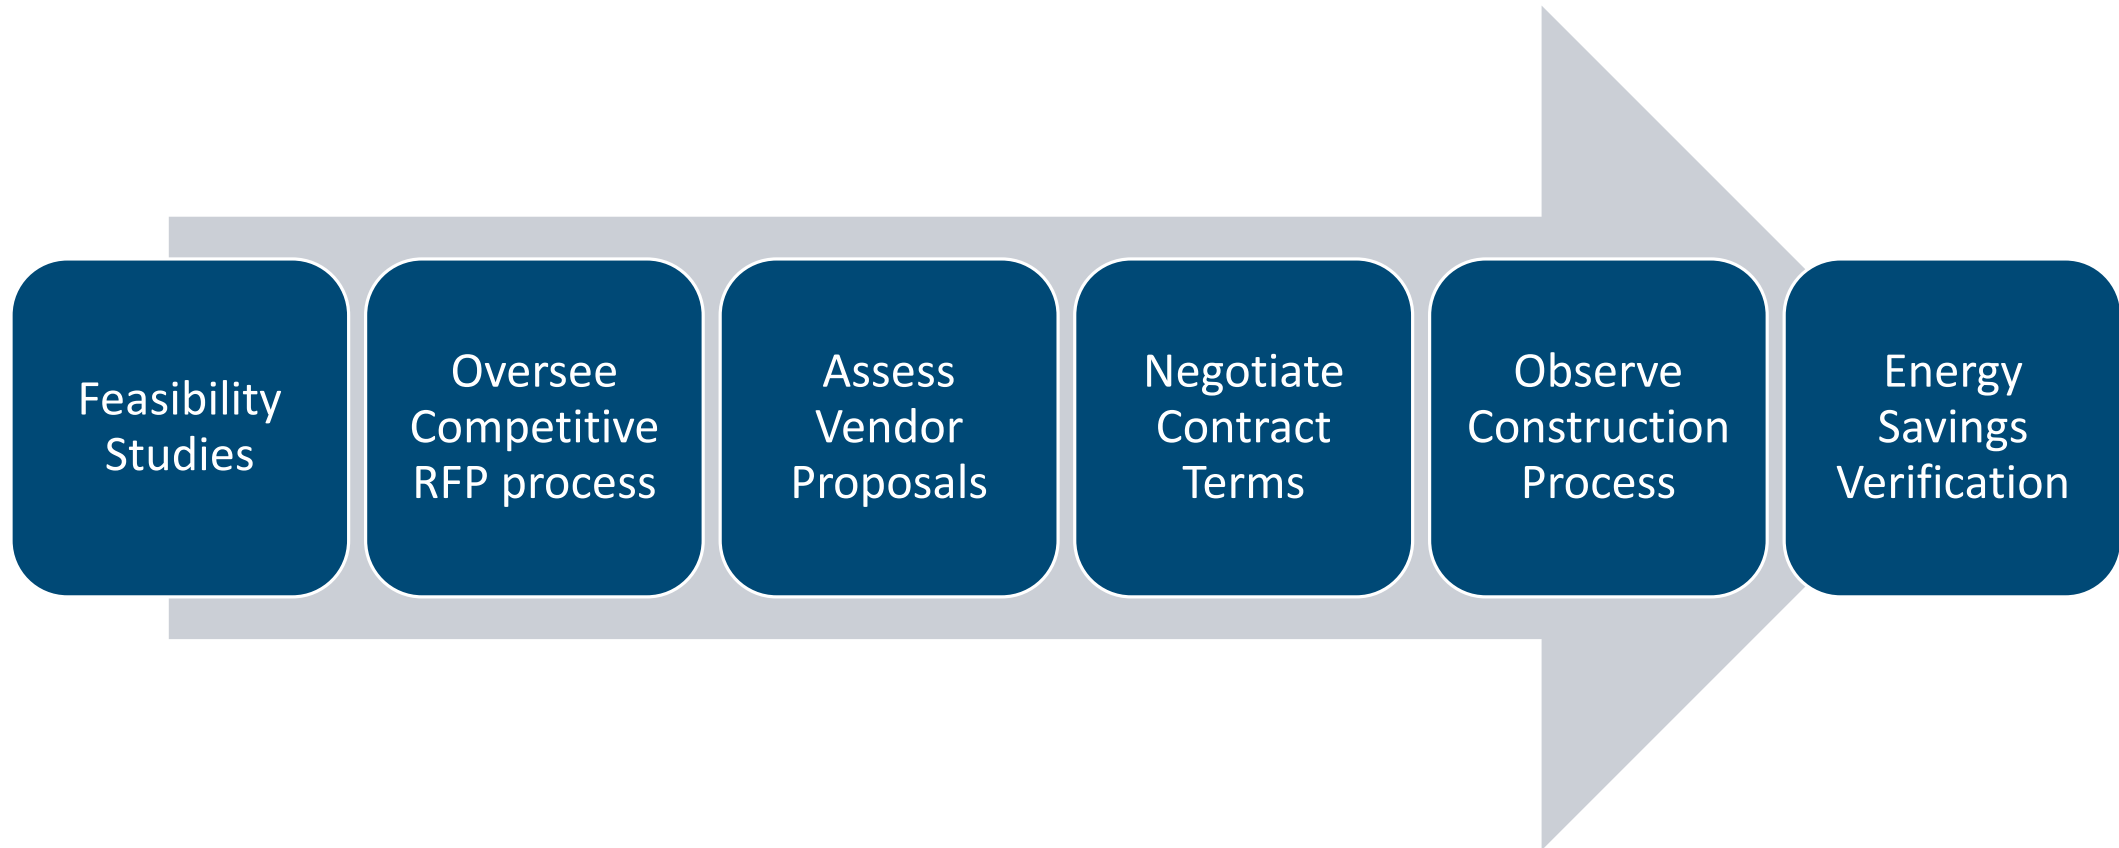 Feasibility
Studies
Oversee
Competitive
RFP process
Assess
Vendor
Proposals
Negotiate
Contract
Terms
Observe
Construction
Process
Energy
Savings
Verification